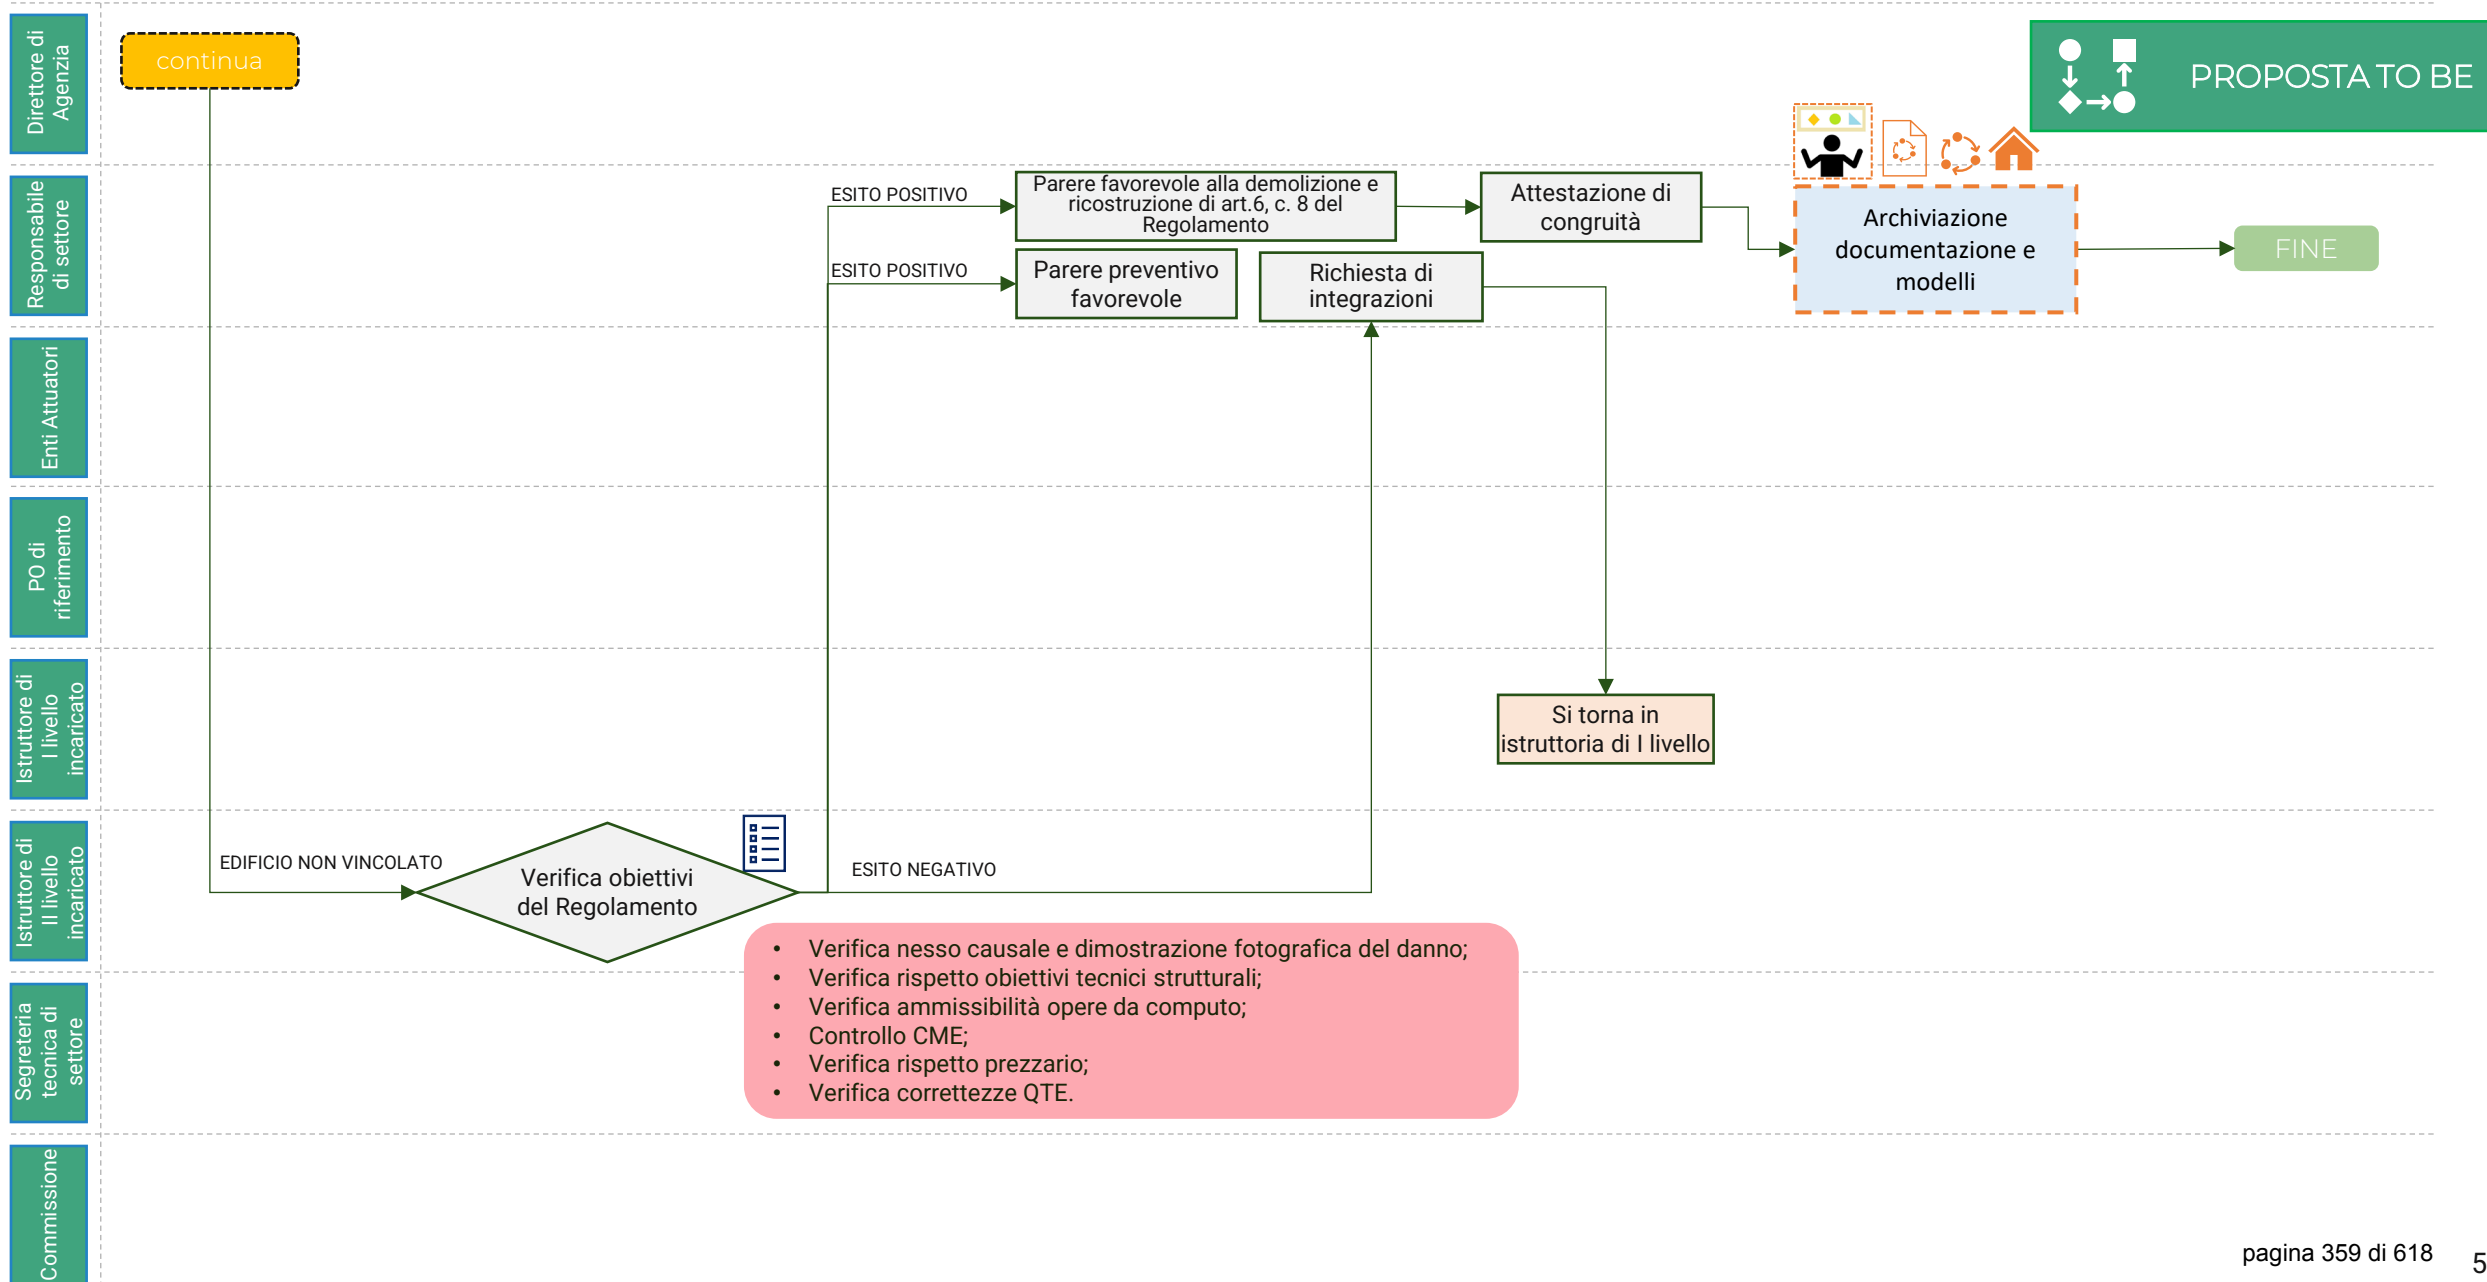 Direttore di
Agenzia
continua
PROPOSTA TO BE
Responsabile
di settore
ESITO POSITIVO
Parere favorevole alla demolizione e
ricostruzione di art.6, c. 8 del
Regolamento
Attestazione di
congruità
Archiviazione
documentazione e
modelli
FINE
ESITO POSITIVO
Parere preventivo
favorevole
Richiesta di
integrazioni
Enti Attuatori
PO di
riferimento
Istruttore di
I livello
incaricato
Si torna in
istruttoria di I livello
Istruttore di
II livello
incaricato
EDIFICIO NON VINCOLATO
Verifica obiettivi
del Regolamento
ESITO NEGATIVO
• Verifica nesso causale e dimostrazione fotografica del danno;
• Verifica rispetto obiettivi tecnici strutturali;
• Verifica ammissibilità opere da computo;
• Controllo CME;
• Verifica rispetto prezzario;
• Verifica correttezze QTE.
Segreteria
tecnica di
settore
Commissione
pagina 359 di 618
5